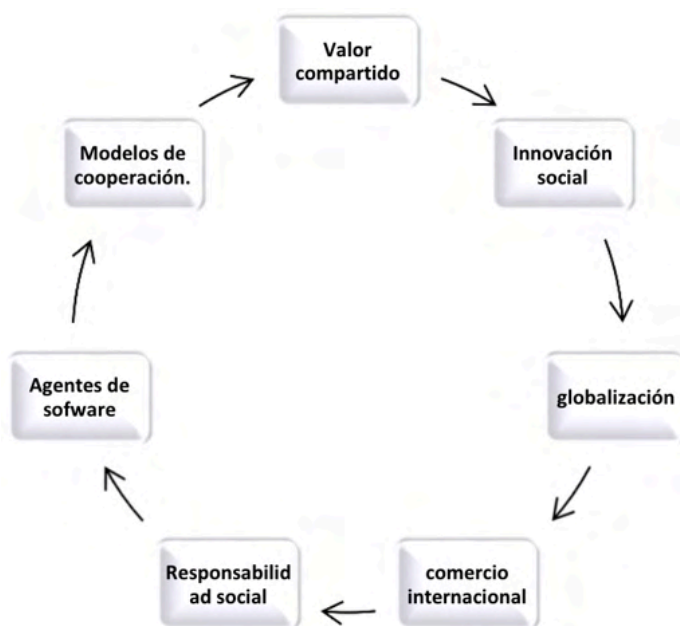 Valor
compartido
Innovación
social
globalización
comercio
internacional
Responsabilid
ad social
Agentes de
sofware
Modelos de
cooperación.